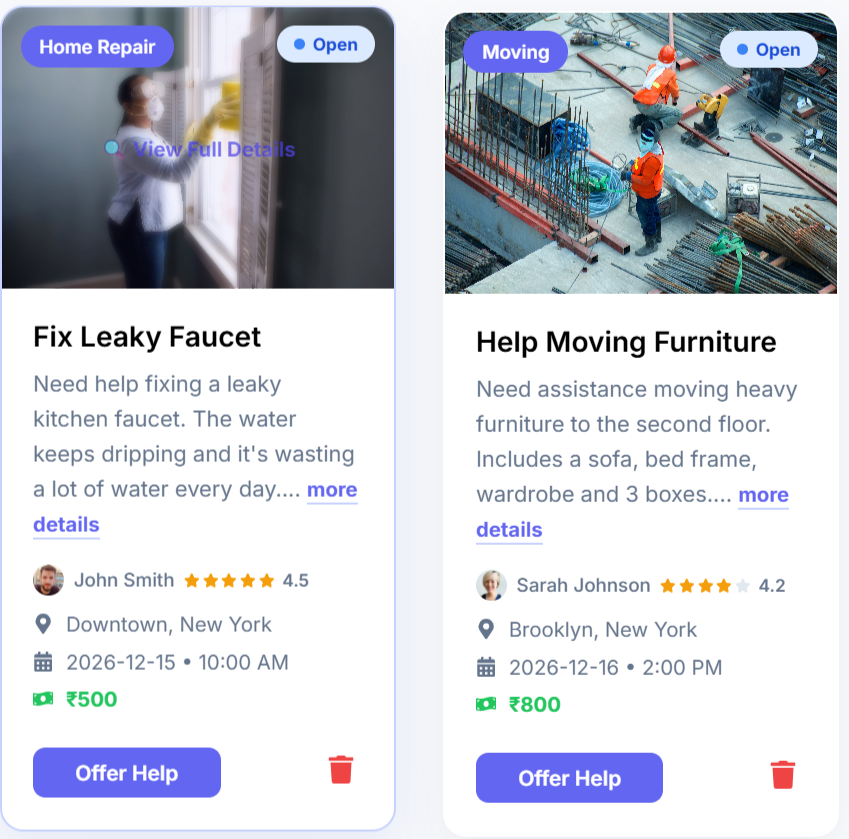 Home Repair
Open
View Full Details
Fix Leaky Faucet
Need help fixing a leaky
kitchen faucet. The water
keeps dripping and it's wasting
a lot of water every day.... more
details
John Smith 4.5
Downtown, New York
2026-12-15 • 10:00 AM
₹500
Offer Help
Moving
Open
Help Moving Furniture
Need assistance moving heavy
furniture to the second floor.
Includes a sofa, bed frame,
wardrobe and 3 boxes.... more
details
Sarah Johnson 4.2
Brooklyn, New York
2026-12-16 • 2:00 PM
₹800
Offer Help